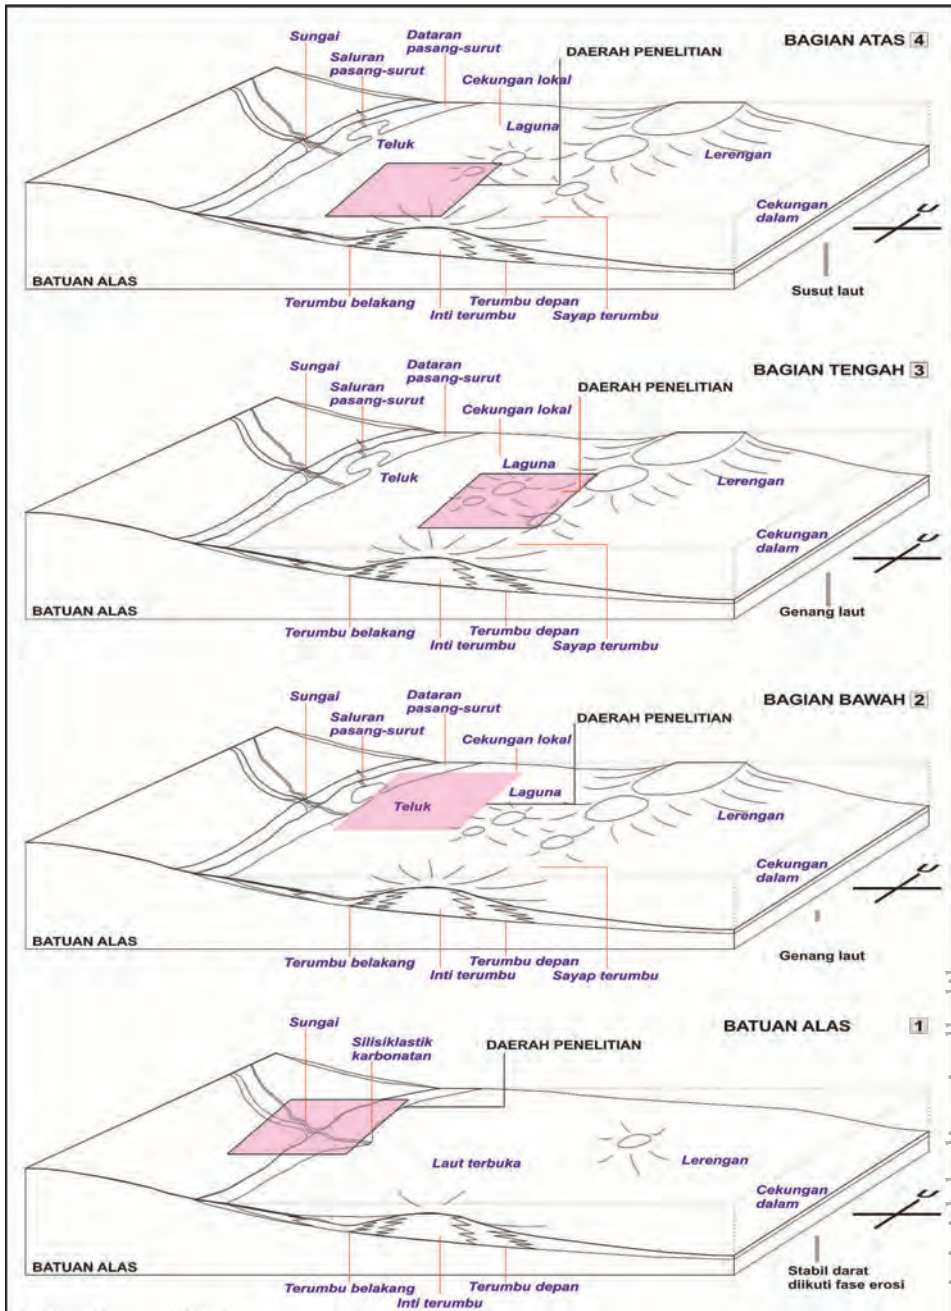 BAGIAN ATAS 4
Sungai
Dataran
pasang-surut
DAERAH PENELITIAN
Saluran
pasang-surut
Cekungan lokal
Laguna
Teluk
Lerengan
Cekungan
dalam
U
Susut laut
BATUAN ALAS
Terumbu belakang
Inti terumbu
Terumbu depan
Sayap terumbu
BAGIAN TENGAH 3
Sungai
Dataran
pasang-surut
DAERAH PENELITIAN
Saluran
pasang-surut
Cekungan lokal
Laguna
Teluk
Lerengan
Cekungan
dalam
U
Genang laut
BATUAN ALAS
Terumbu belakang
Inti terumbu
Terumbu depan
Sayap terumbu
BAGIAN BAWAH 2
Sungai
Dataran
pasang-surut
DAERAH PENELITIAN
Saluran
pasang-surut
Cekungan lokal
Laguna
Teluk
Lerengan
Cekungan
dalam
U
Genang laut
BATUAN ALAS
Terumbu belakang
Inti terumbu
Terumbu depan
Sayap terumbu
BATUAN ALAS 1
Sungai
Silisiklastik
karbonatan
DAERAH PENELITIAN
Laut terbuka
Lerengan
Cekungan
dalam
U
Stabil darat
diikuti fase erosi
BATUAN ALAS
Terumbu belakang
Inti terumbu
Terumbu depan